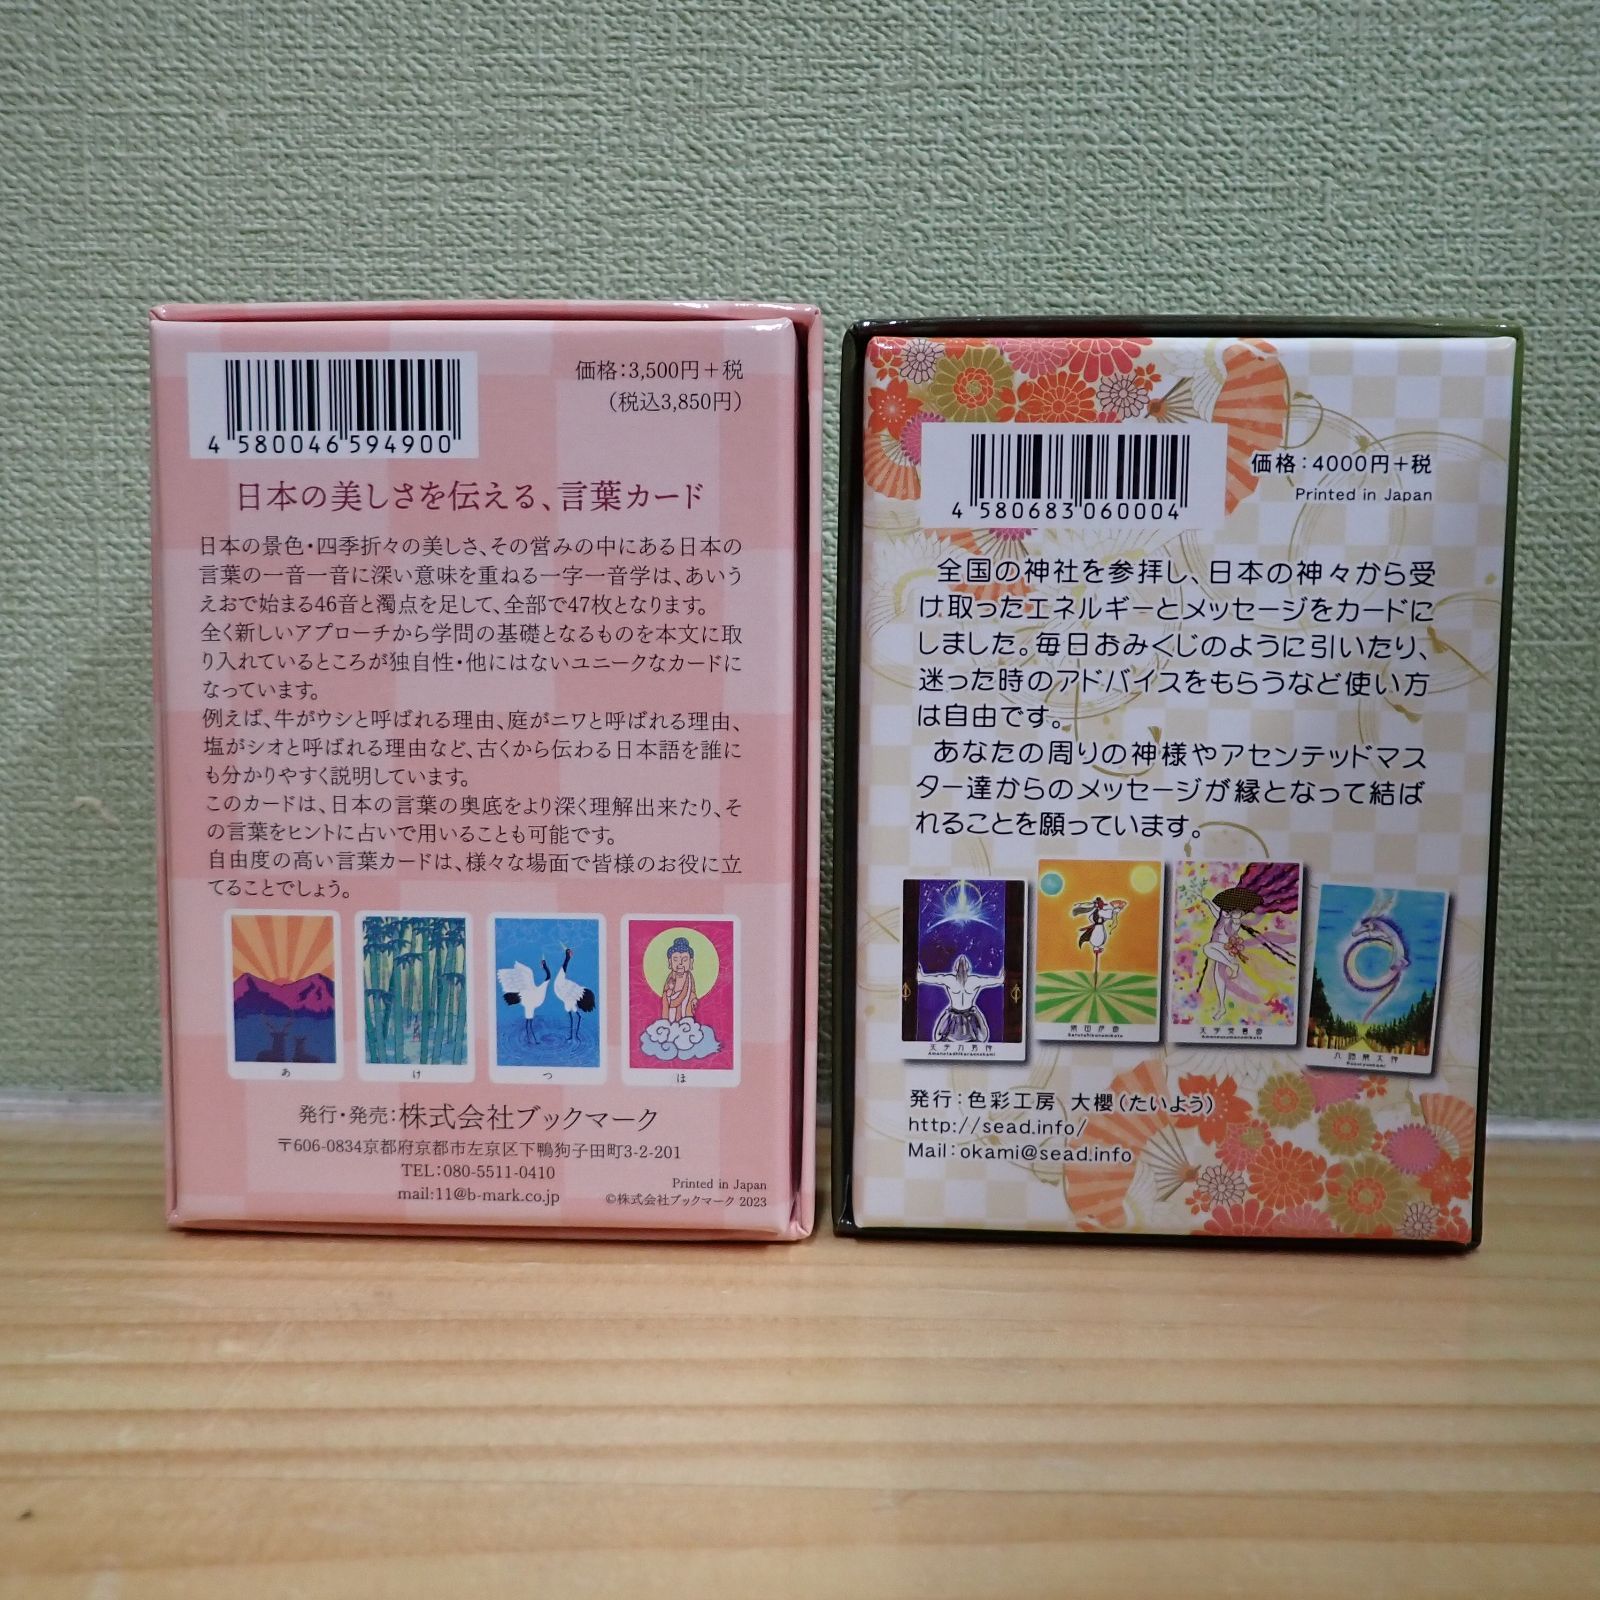 4 580046 594900
価格:3,500円＋税
(税込3,850円)
日本の美しさを伝える、言葉カード
日本の景色・四季折々の美しさ、その営みの中にある日本の
言葉の一音一音に深い意味を重ねる一字一音学は、あいう
えおで始まる46音と濁点を足して、全部で47枚となります。
全く新しいアプローチから学問の基礎となるものを本文に取
り入れているところが独自性・他にはないユニークなカードに
なっています。
例えば、牛がウシと呼ばれる理由、庭がニワと呼ばれる理由、
塩がシオと呼ばれる理由など、古くから伝わる日本語を誰に
も分かりやすく説明しています。
このカードは、日本の言葉の奥底をより深く理解出来たり、そ
の言葉をヒントに占いで用いることも可能です。
自由度の高い言葉カードは、様々な場面で皆様のお役に立
てることでしょう。
あ
け
つ
ほ
発行・発売:株式会社ブックマーク
〒606-0834京都府京都市左京区下鴨狗子田町3-2-201
TEL:080-5511-0410
mail:11@b-mark.co.jp
Printed in Japan
©株式会社ブックマーク 2023
4 580683 060004
価格：4000円＋税
Printed in Japan
全国の神社を参拝し、日本の神々から受
け取ったエネルギーとメッセージをカードに
しました。毎日おみくじのように引いたり、
迷った時のアドバイスをもらうなど使い方
は自由です。
あなたの周りの神様やアセンテッドマス
ター達からのメッセージが縁となって結ば
れることを願っています。
天手力男神
発行：色彩工房 大櫻(たいよう)
http://sead.info/
Mail：okami@sead.info